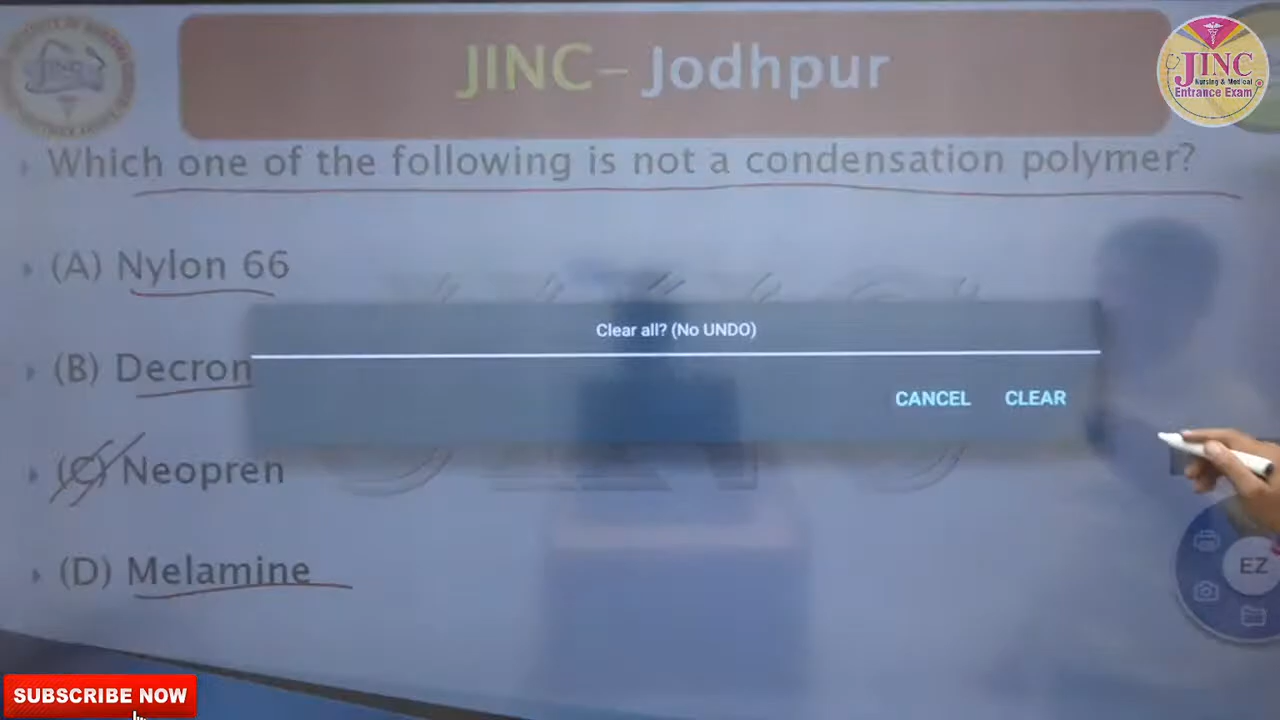 JINC– Jodhpur
JINC
Nursing & Medical
Entrance Exam
Which one of the following is not a condensation polymer?
(A) Nylon 66
Clear all? (No UNDO)
(B) Decron
CANCEL CLEAR
(C) Neopren
(D) Melamine
EZ
SUBSCRIBE NOW